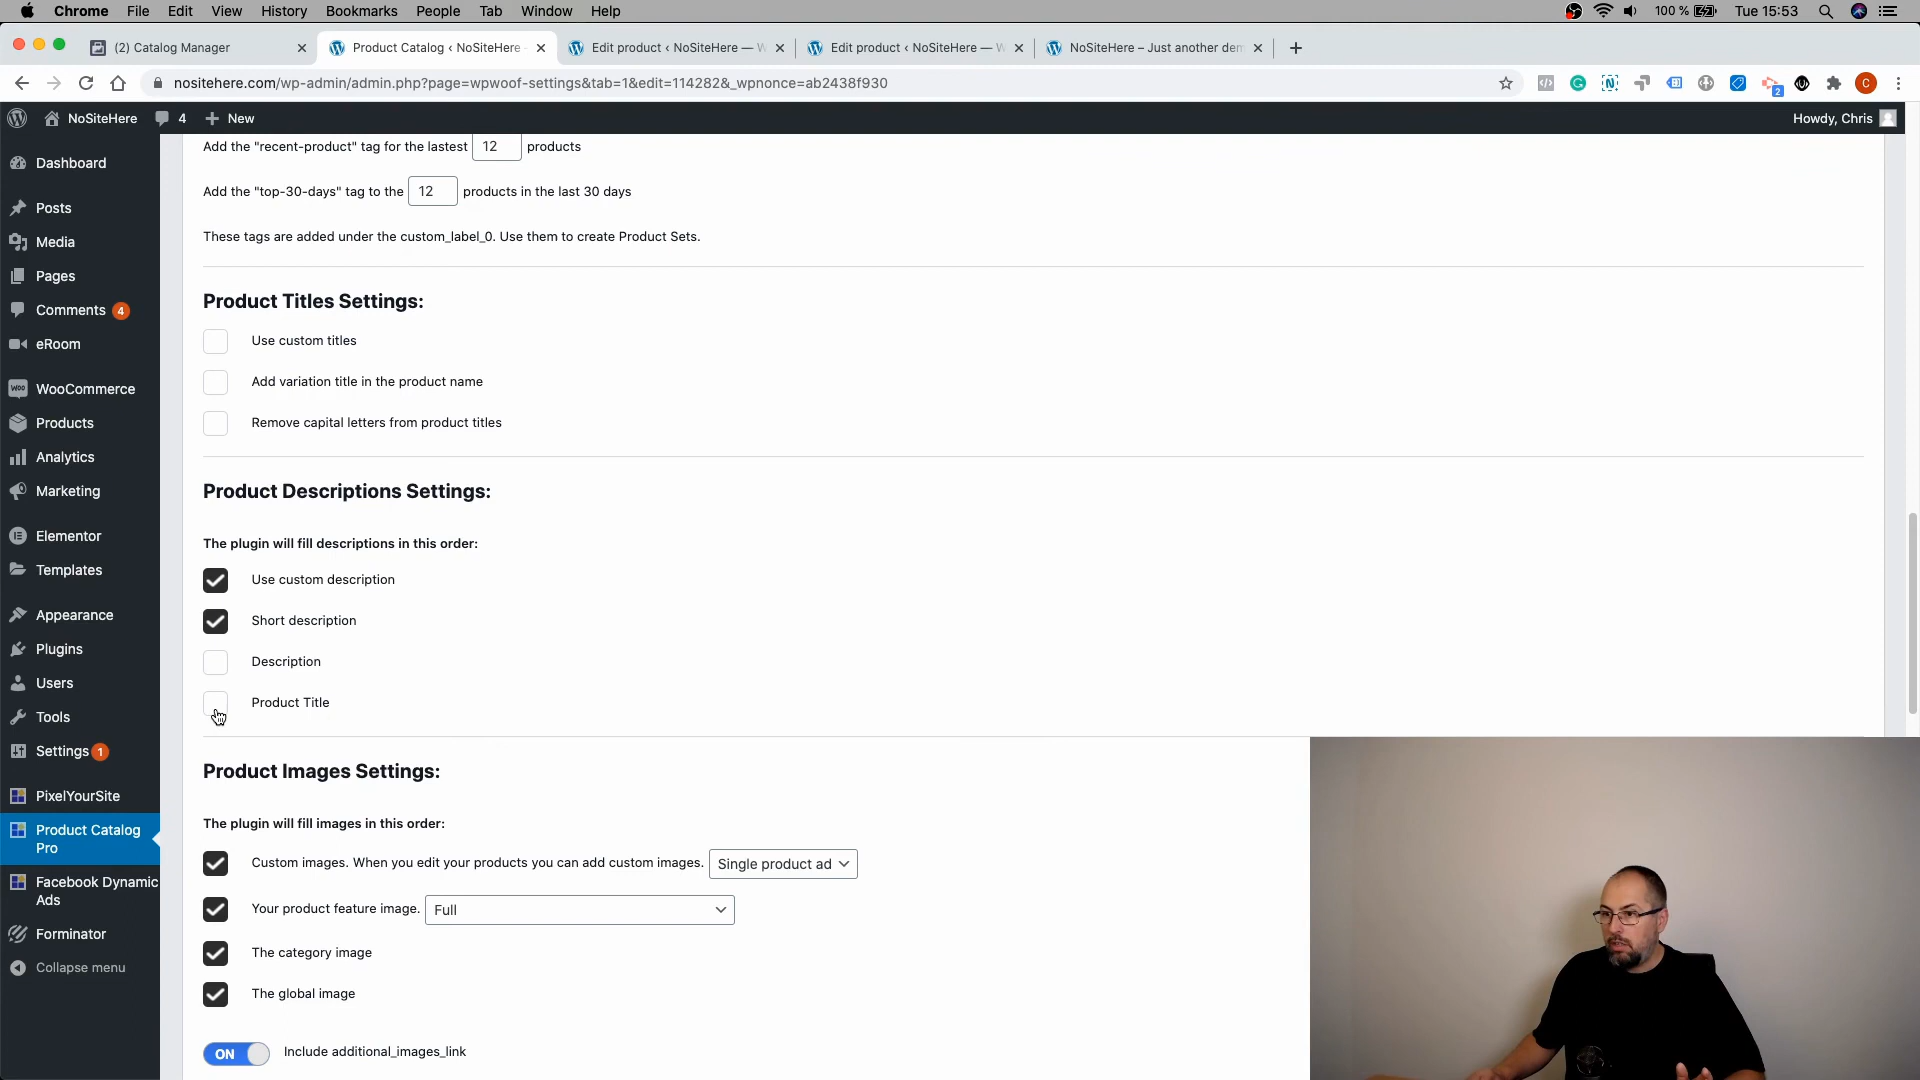 Chrome File Edit View History Bookmarks People Tab Window Help 100 % Tue 15:53
(2) Catalog Manager
Product Catalog ‹ NoSiteHere
Edit product ‹ NoSiteHere — W
Edit product ‹ NoSiteHere — W
NoSiteHere – Just another dem
nositehere.com/wp-admin/admin.php?page=wpwoof-settings&tab=1&edit=114282&_wpnonce=ab2438f930
2
C
NoSiteHere 4 New Howdy, Chris
Dashboard
Posts
Media
Pages
Comments 4
eRoom
WooCommerce
Products
Analytics
Marketing
Elementor
Templates
Appearance
Plugins
Users
Tools
Settings 1
PixelYourSite
Product Catalog
Pro
Facebook Dynamic
Ads
Forminator
Collapse menu
Add the "recent-product" tag for the lastest 12 products
Add the "top-30-days" tag to the 12 products in the last 30 days
These tags are added under the custom_label_0. Use them to create Product Sets.
Product Titles Settings:
Use custom titles
Add variation title in the product name
Remove capital letters from product titles
Product Descriptions Settings:
The plugin will fill descriptions in this order:
Use custom description
Short description
Description
Product Title
Product Images Settings:
The plugin will fill images in this order:
Custom images. When you edit your products you can add custom images. Single product ad
Your product feature image. Full
The category image
The global image
ON Include additional_images_link